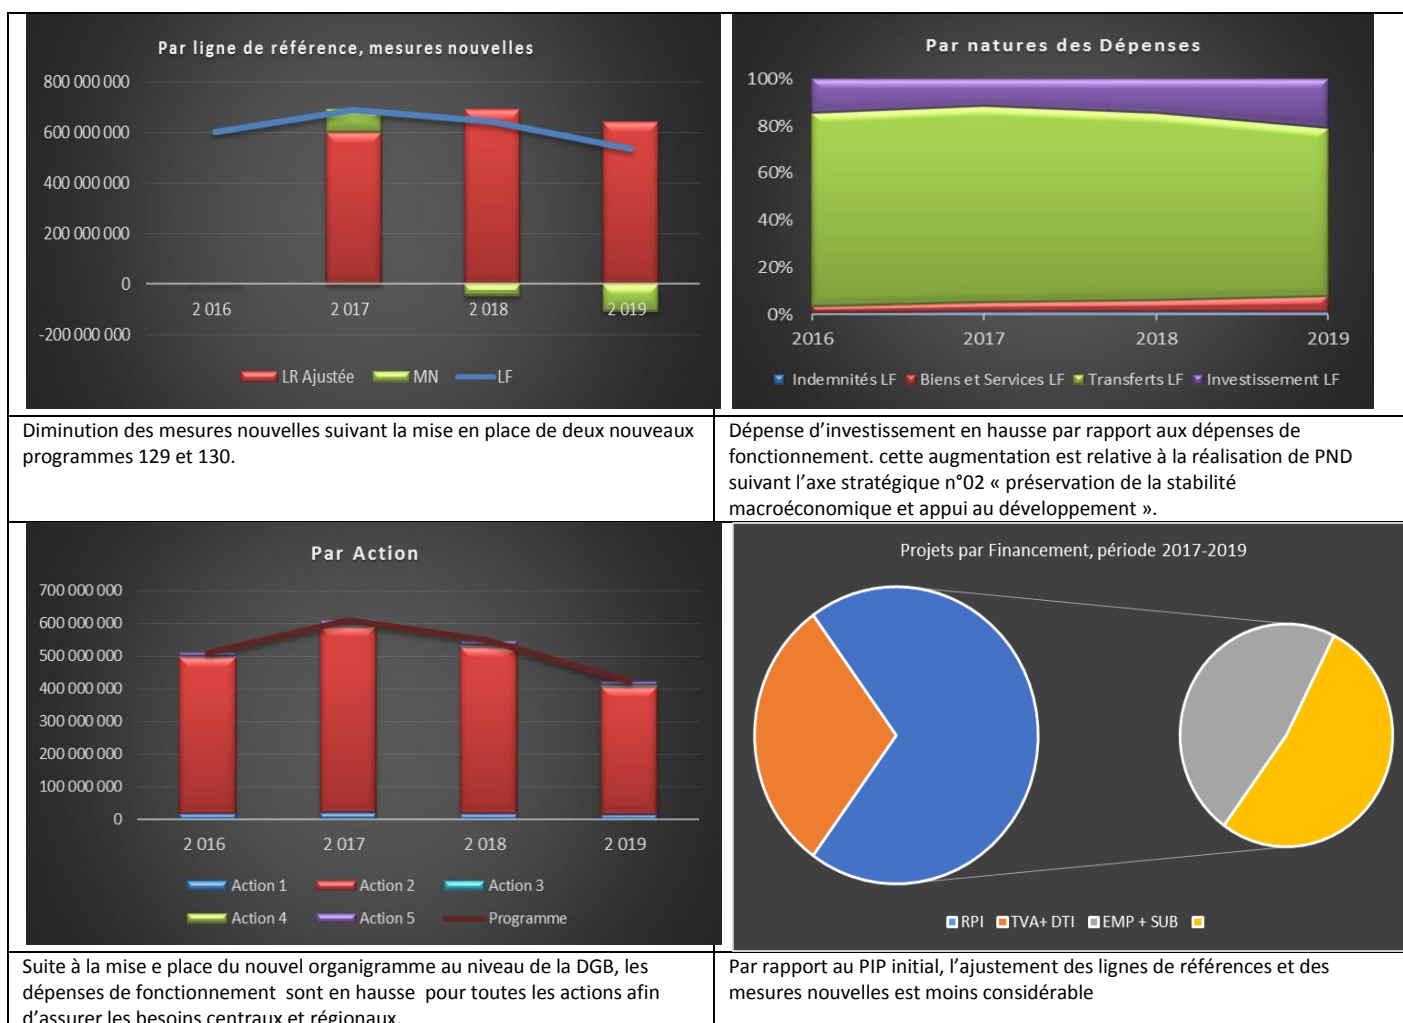 Par ligne de référence, mesures nouvelles
800 000 000
600 000 000
400 000 000
200 000 000
0
-200 000 000
2 016 2 017 2 018 2 019
LR Ajustée MN LF
Par natures des Dépenses
100%
80%
60%
40%
20%
0%
2016 2017 2018 2019
Indemnités LF Biens et Services LF Transferts LF Investissement LF
Diminution des mesures nouvelles suivant la mise en place de deux nouveaux
programmes 129 et 130.
Dépense d’investissement en hausse par rapport aux dépenses de
fonctionnement. cette augmentation est relative à la réalisation de PND
suivant l’axe stratégique n°02 « préservation de la stabilité
macroéconomique et appui au développement ».
Par Action
700 000 000
600 000 000
500 000 000
400 000 000
300 000 000
200 000 000
100 000 000
0
2 016 2 017 2 018 2 019
Action 1 Action 2 Action 3
Action 4 Action 5 Programme
Projets par Financement, période 2017-2019
RPI TVA+ DTI EMP + SUB
Suite à la mise e place du nouvel organigramme au niveau de la DGB, les
dépenses de fonctionnement sont en hausse pour toutes les actions afin
d’assurer les besoins centraux et régionaux.
Par rapport au PIP initial, l’ajustement des lignes de références et des
mesures nouvelles est moins considérable